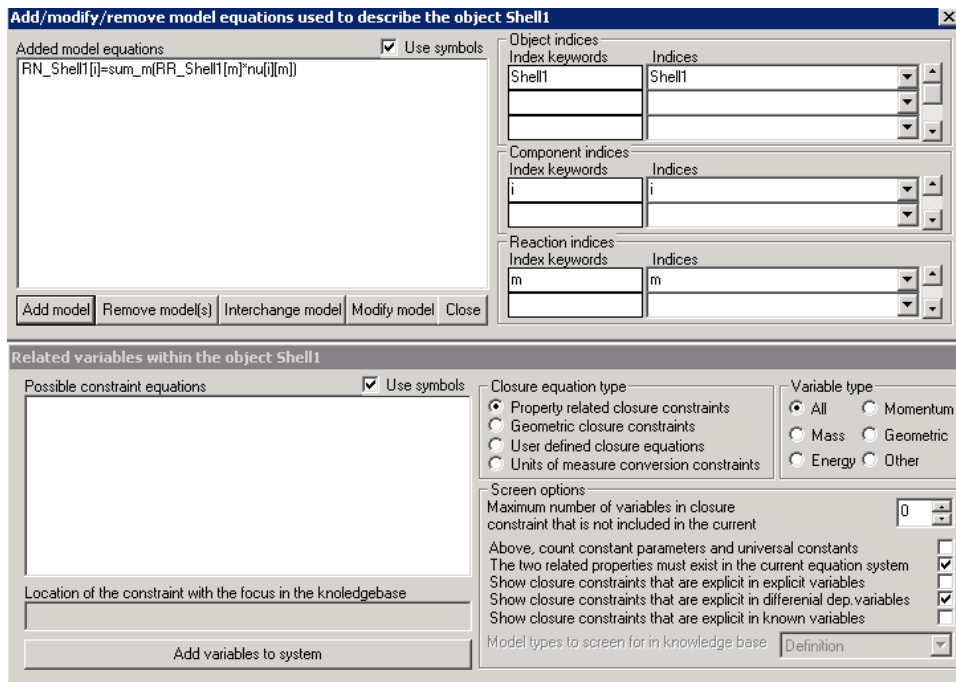 Add/modify/remove model equations used to describe the object Shell1
Added model equations
Use symbols
RN_Shell1[i]=sum_m(RR_Shell1[m]*nu[i][m])
Add model
Remove model(s)
Interchange model
Modify model
Close
Object indices
Index keywords
Indices
Shell1
Shell1
Component indices
Index keywords
Indices
i
i
Reaction indices
Index keywords
Indices
m
m
Related variables within the object Shell1
Possible constraint equations
Use symbols
Location of the constraint with the focus in the knoledgebase
Add variables to system
Closure equation type
Property related closure constraints
Geometric closure constraints
User defined closure equations
Units of measure conversion constraints
Variable type
All
Momentum
Mass
Geometric
Energy
Other
Screen options
Maximum number of variables in closure
constraint that is not included in the current
0
Above, count constant parameters and universal constants
The two related properties must exist in the current equation system
Show closure constraints that are explicit in explicit variables
Show closure constraints that are explicit in differenial dep.variables
Show closure constraints that are explicit in known variables
Model types to screen for in knowledge base
Definition